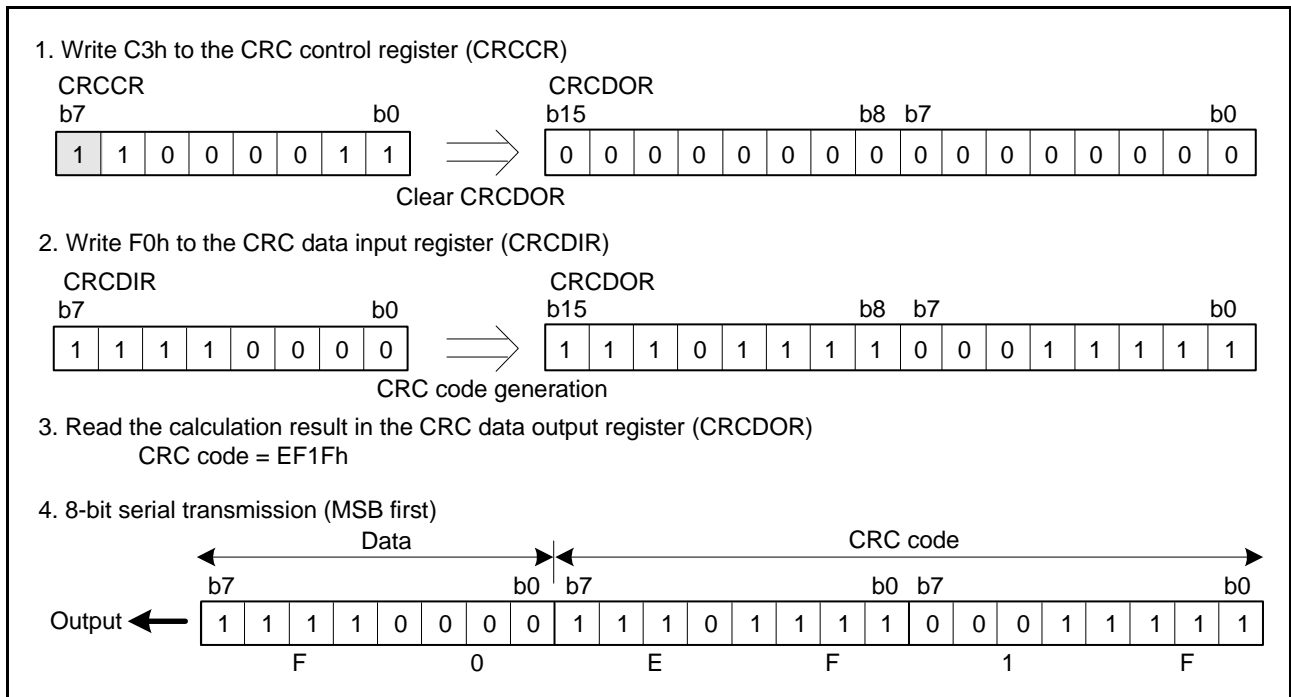 1. Write C3h to the CRC control register (CRCCR)
CRCCR CRCDOR
b7 b0 b15 b8 b7 b0
1 1 0 0 0 0 1 1 0 0 0 0 0 0 0 0 0 0 0 0 0 0 0 0
Clear CRCDOR
2. Write F0h to the CRC data input register (CRCDIR)
CRCDIR CRCDOR
b7 b0 b15 b8 b7 b0
1 1 1 1 0 0 0 0 1 1 1 0 1 1 1 1 0 0 0 1 1 1 1 1
CRC code generation
3. Read the calculation result in the CRC data output register (CRCDOR)
CRC code = EF1Fh
4. 8-bit serial transmission (MSB first)
Data CRC code
b7 b0 b7 b0 b7 b0
Output 1 1 1 1 0 0 0 0 1 1 1 0 1 1 1 1 0 0 0 1 1 1 1 1
F 0 E F 1 F